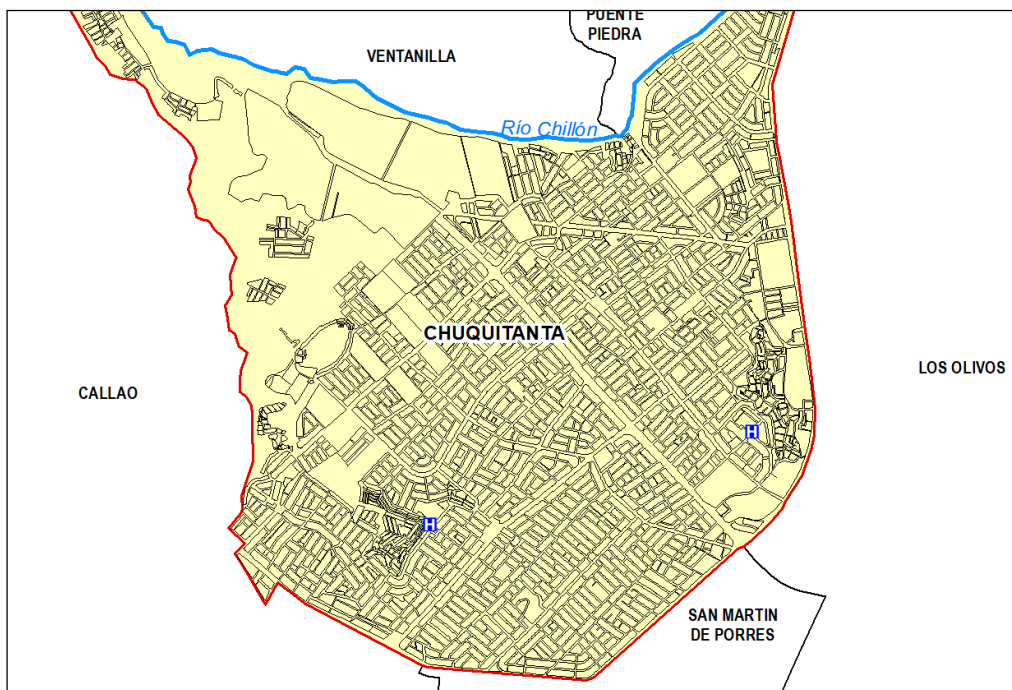 PUENTE
PIEDRA
VENTANILLA
Río Chillón
CHUQUITANTA
CALLAO
LOS OLIVOS
H
H
SAN MARTIN
DE PORRES